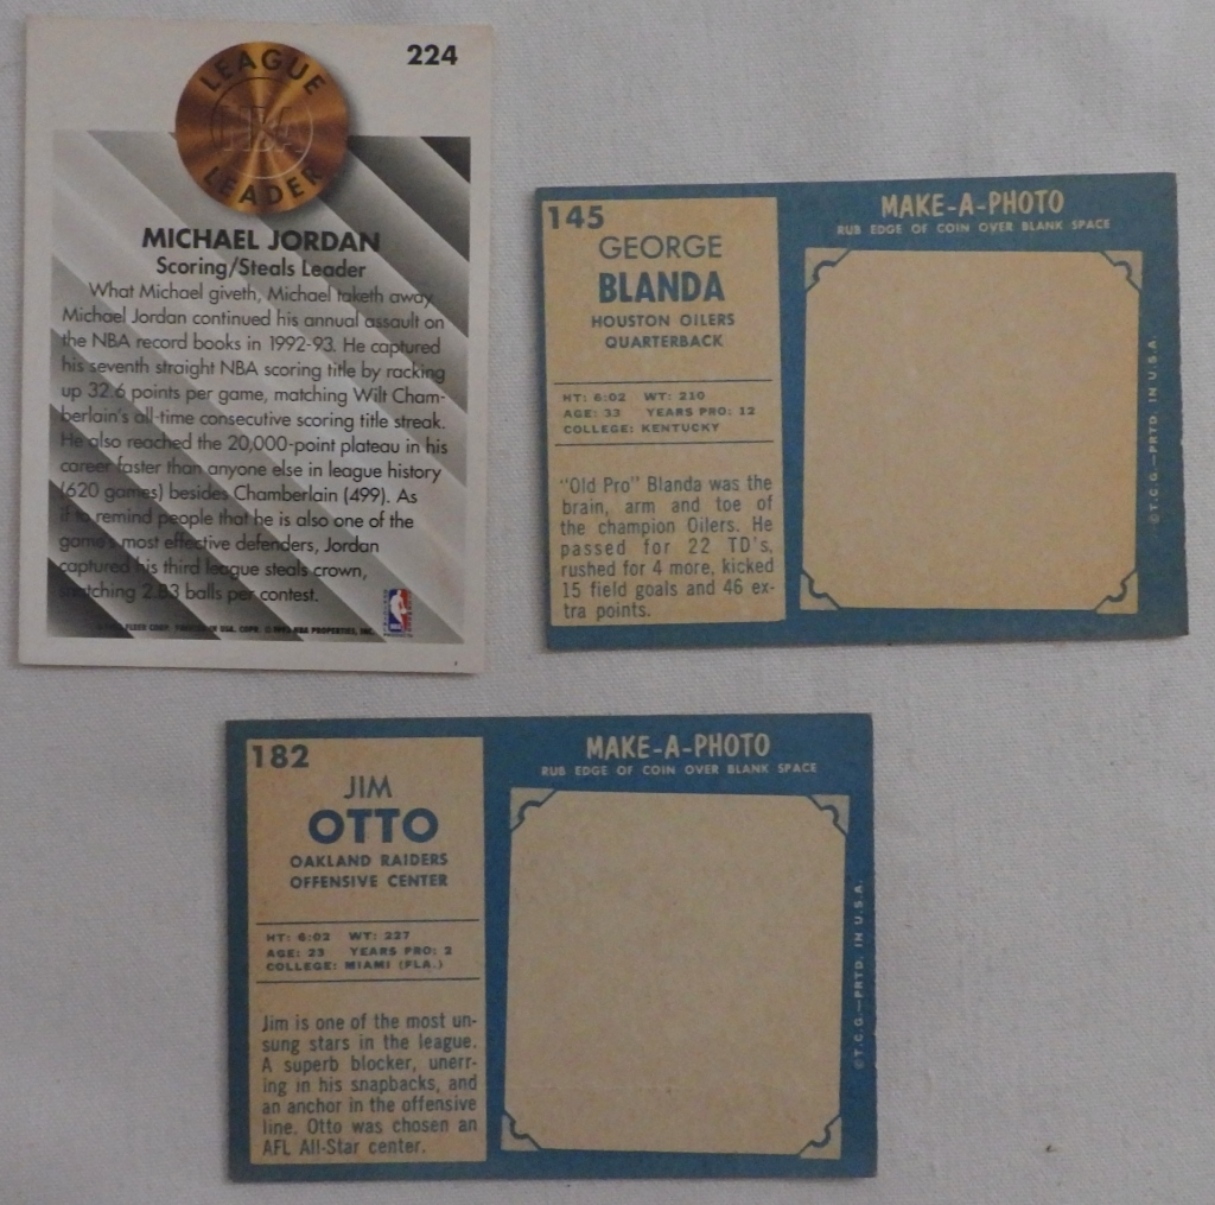 224
LEAGUE
NBA
LEADER
MICHAEL JORDAN
Scoring/Steals Leader
What Michael giveth, Michael taketh away
Michael Jordan continued his annual assault on
the NBA record books in 1992-93. He captured
his seventh straight NBA scoring title by racking
up 32.6 points per game, matching Wilt Cham-
berlain's all-time consecutive scoring title streak.
He also reached the 20,000-point plateau in his
career faster than anyone else in league history
(620 games) besides Chamberlain (499). As
if to remind people that he is also one of the
game's most effective defenders, Jordan
captured his third league steals crown,
snatching 2.83 balls per contest.
FLEER CORP. PRINTED IN USA. COPR. © 1993 NBA PROPERTIES, INC.
145
GEORGE
BLANDA
HOUSTON OILERS
QUARTERBACK
HT: 6:02 WT: 210
AGE: 33 YEARS PRO: 12
COLLEGE: KENTUCKY
"Old Pro" Blanda was the
brain, arm and toe of
the champion Oilers. He
passed for 22 TD's,
rushed for 4 more, kicked
15 field goals and 46 ex-
tra points.
MAKE-A-PHOTO
RUB EDGE OF COIN OVER BLANK SPACE
©T.C.G.—PRTD. IN U.S.A.
182
JIM
OTTO
OAKLAND RAIDERS
OFFENSIVE CENTER
HT: 6:02 WT: 227
AGE: 23 YEARS PRO: 2
COLLEGE: MIAMI (FLA.)
Jim is one of the most un-
sung stars in the league.
A superb blocker, unerr-
ing in his snapbacks, and
an anchor in the offensive
line. Otto was chosen an
AFL All-Star center.
MAKE-A-PHOTO
RUB EDGE OF COIN OVER BLANK SPACE
©T.C.G.—PRTD. IN U.S.A.